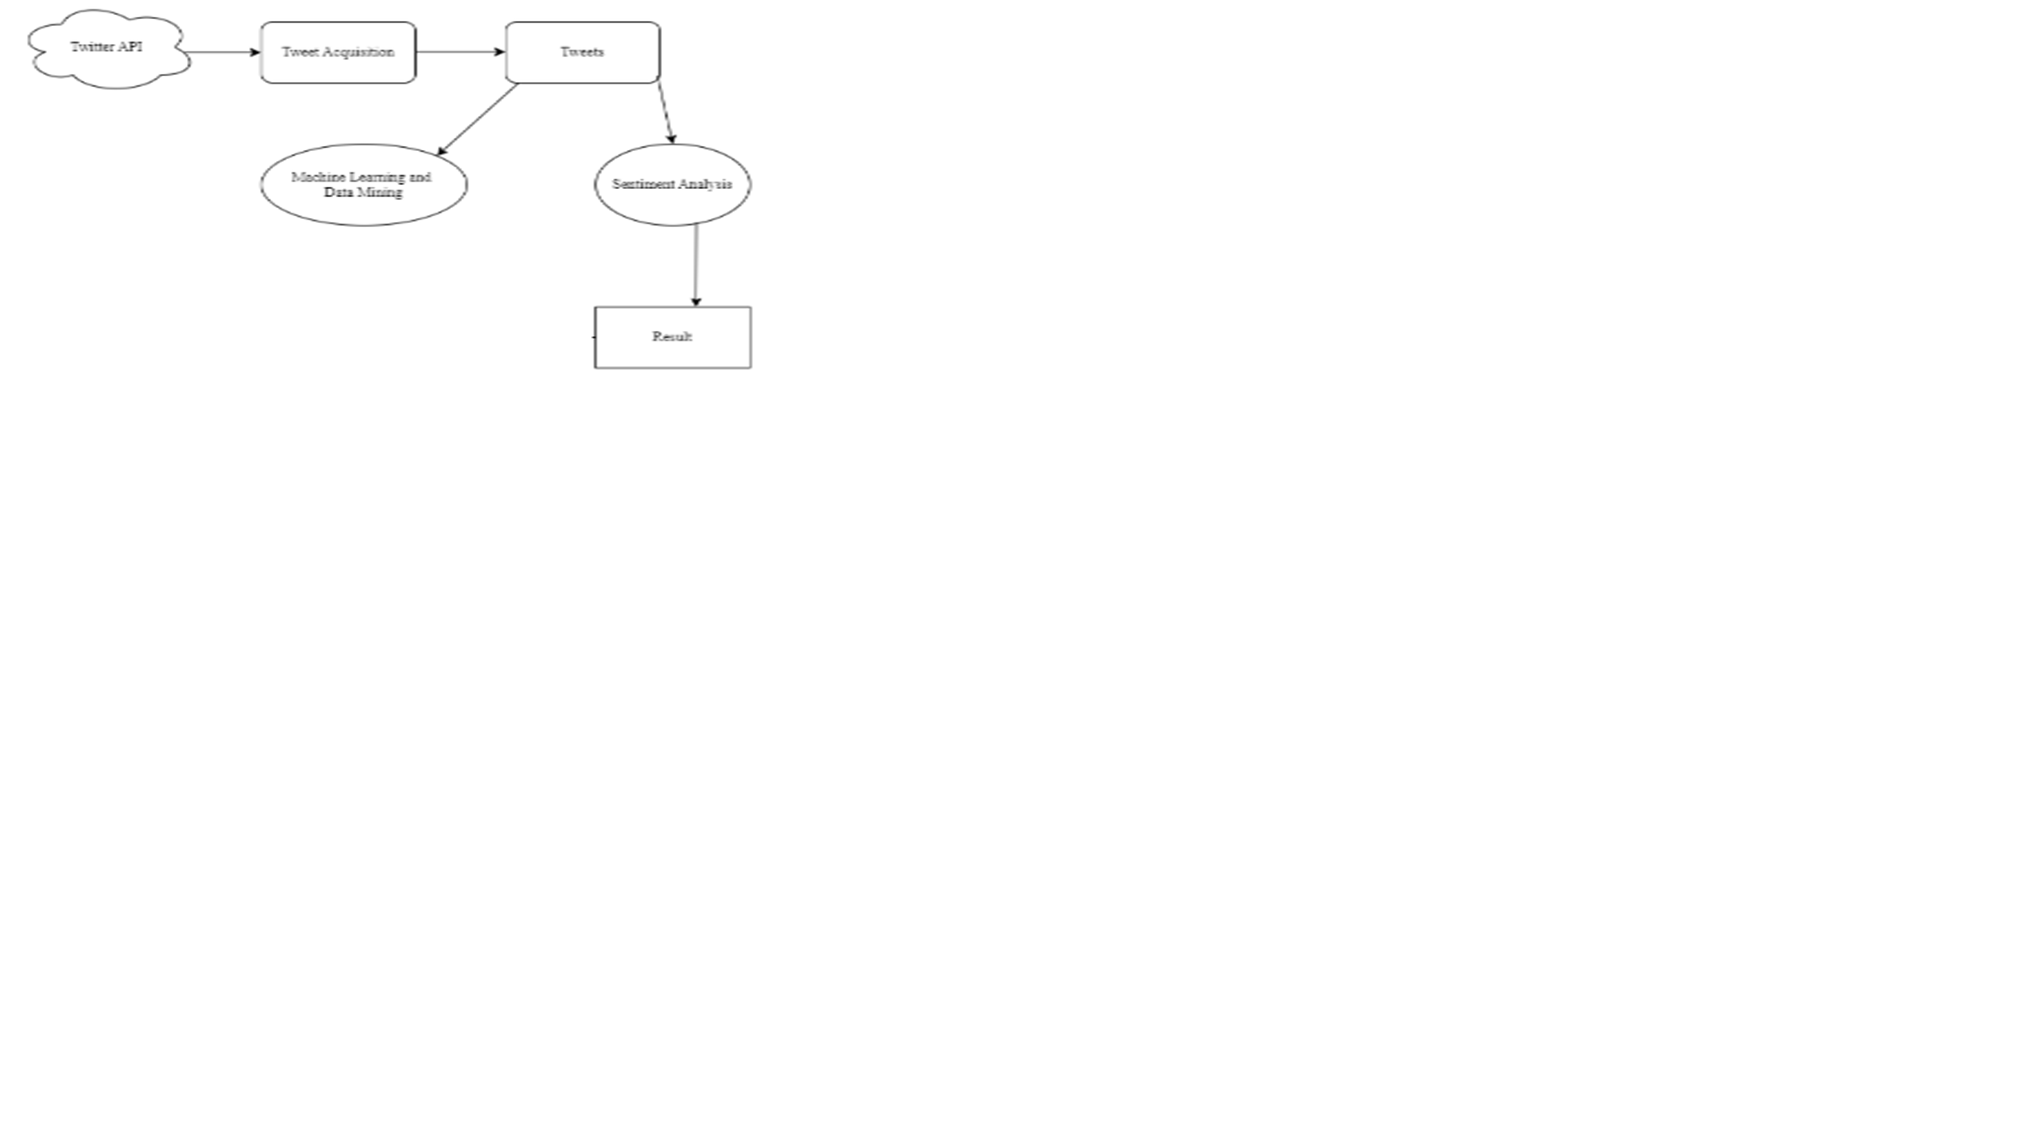 Twitter API
Tweet Acquisition
Tweets
Machine Learning and
Data Mining
Sentiment Analysis
Result